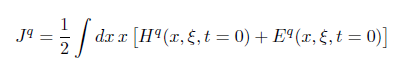 J^q = \frac{1}{2} \int dx\, x \left[ H^q(x, \xi, t = 0) + E^q(x, \xi, t = 0) \right]